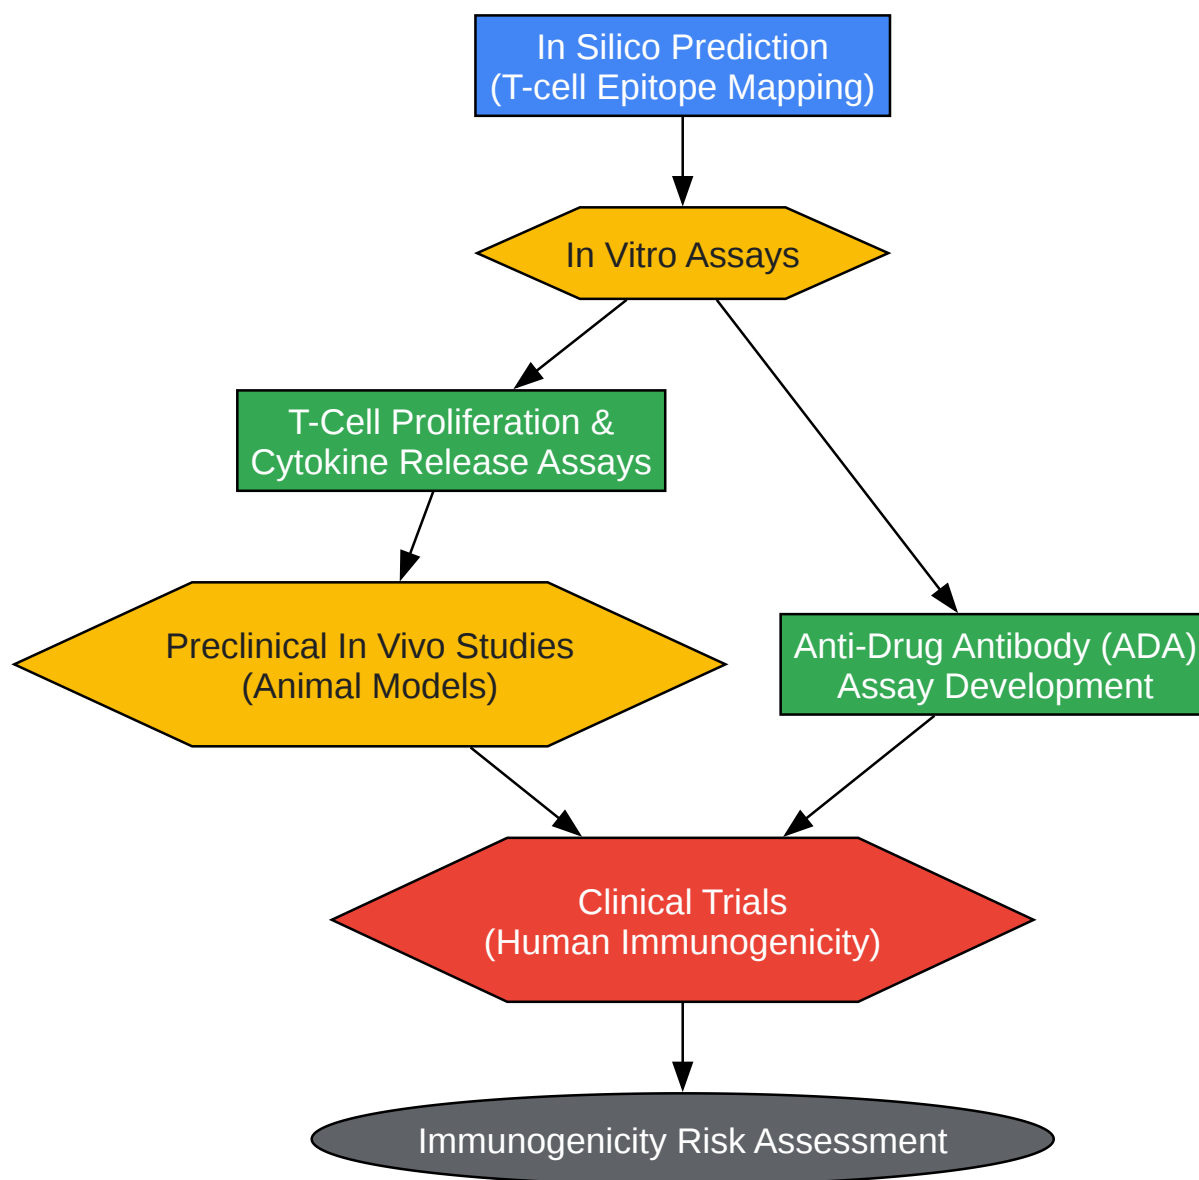 In Silico Prediction
(T-cell Epitope Mapping)
In Vitro Assays
T-Cell Proliferation &
Cytokine Release Assays
Preclinical In Vivo Studies
(Animal Models)
Anti-Drug Antibody (ADA)
Assay Development
Clinical Trials
(Human Immunogenicity)
Immunogenicity Risk Assessment